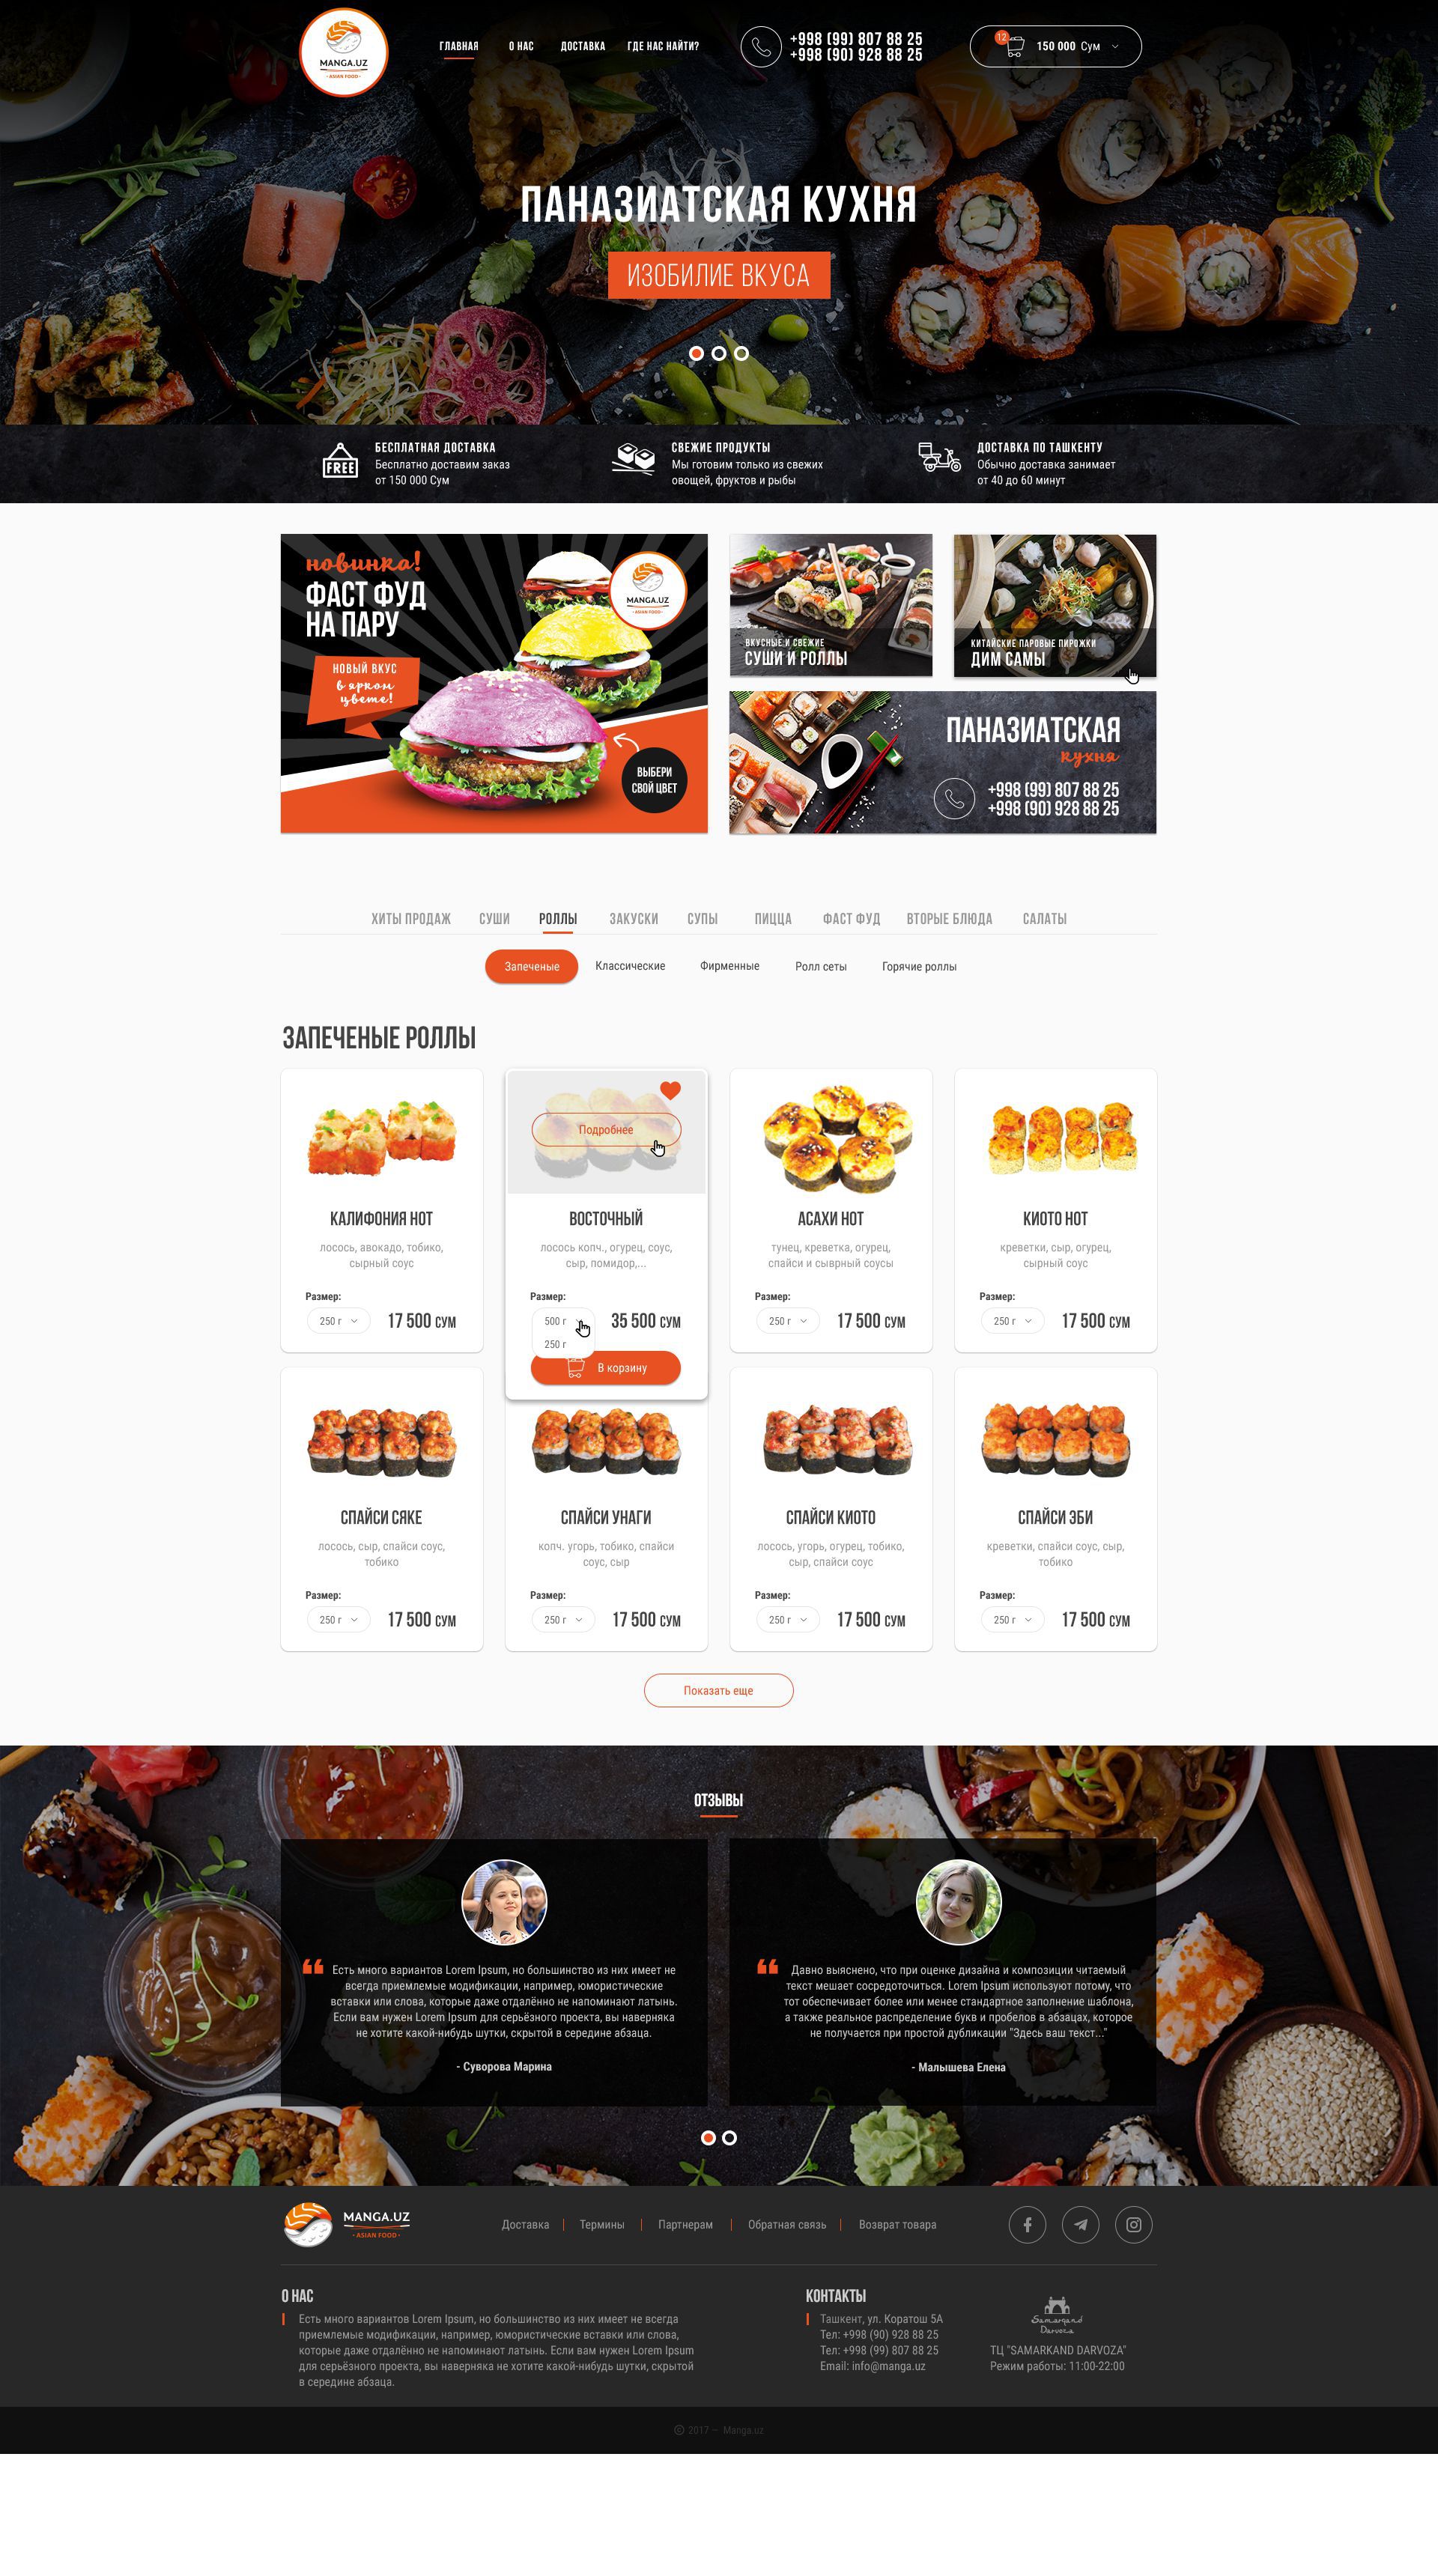 MANGA.UZ
ASIAN FOOD
ГЛАВНАЯ
О НАС
ДОСТАВКА
ГДЕ НАС НАЙТИ?
+998 (99) 807 88 25
+998 (90) 928 88 25
12
150 000 Сум
ПАНАЗИАТСКАЯ КУХНЯ
ИЗОБИЛИЕ ВКУСА
FREE
БЕСПЛАТНАЯ ДОСТАВКА
Бесплатно доставим заказ
от 150 000 Сум
СВЕЖИЕ ПРОДУКТЫ
Мы готовим только из свежих
овощей, фруктов и рыбы
ДОСТАВКА ПО ТАШКЕНТУ
Обычно доставка занимает
от 40 до 60 минут
новинка!
ФАСТ ФУД
НА ПАРУ
НОВЫЙ ВКУС
в ярком
цвете!
MANGA.UZ
ASIAN FOOD
ВЫБЕРИ
СВОЙ ЦВЕТ
ВКУСНЫЕ И СВЕЖИЕ
СУШИ И РОЛЛЫ
КИТАЙСКИЕ ПАРОВЫЕ ПИРОЖКИ
ДИМ САМЫ
ПАНАЗИАТСКАЯ
кухня
+998 (99) 807 88 25
+998 (90) 928 88 25
ХИТЫ ПРОДАЖ
СУШИ
РОЛЛЫ
ЗАКУСКИ
СУПЫ
ПИЦЦА
ФАСТ ФУД
ВТОРЫЕ БЛЮДА
САЛАТЫ
Запеченые
Классические
Фирменные
Ролл сеты
Горячие роллы
ЗАПЕЧЕНЫЕ РОЛЛЫ
КАЛИФОНИЯ HOT
лосось, авокадо, тобико,
сырный соус
Размер:
250 г
17 500 СУМ
Подробнее
ВОСТОЧНЫЙ
лосось копч., огурец, соус,
сыр, помидор,...
Размер:
500 г
35 500 СУМ
250 г
В корзину
АСАХИ HOT
тунец, креветка, огурец,
спайси и сыврный соусы
Размер:
250 г
17 500 СУМ
КИОТО HOT
креветки, сыр, огурец,
сырный соус
Размер:
250 г
17 500 СУМ
СПАЙСИ СЯКЕ
лосось, сыр, спайси соус,
тобико
Размер:
250 г
17 500 СУМ
СПАЙСИ УНАГИ
копч. угорь, тобико, спайси
соус, сыр
Размер:
250 г
17 500 СУМ
СПАЙСИ КИОТО
лосось, угорь, огурец, тобико,
сыр, спайси соус
Размер:
250 г
17 500 СУМ
СПАЙСИ ЭБИ
креветки, спайси соус, сыр,
тобико
Размер:
250 г
17 500 СУМ
Показать еще
ОТЗЫВЫ
Есть много вариантов Lorem Ipsum, но большинство из них имеет не
всегда приемлемые модификации, например, юмористические
вставки или слова, которые даже отдалённо не напоминают латынь.
Если вам нужен Lorem Ipsum для серьёзного проекта, вы наверняка
не хотите какой-нибудь шутки, скрытой в середине абзаца.
- Суворова Марина
Давно выяснено, что при оценке дизайна и композиции читаемый
текст мешает сосредоточиться. Lorem Ipsum используют потому, что
тот обеспечивает более или менее стандартное заполнение шаблона,
а также реальное распределение букв и пробелов в абзацах, которое
не получается при простой дубликации "Здесь ваш текст..."
- Малышева Елена
MANGA.UZ
ASIAN FOOD
Доставка
Термины
Партнерам
Обратная связь
Возврат товара
О НАС
Есть много вариантов Lorem Ipsum, но большинство из них имеет не всегда
приемлемые модификации, например, юмористические вставки или слова,
которые даже отдалённо не напоминают латынь. Если вам нужен Lorem Ipsum
для серьёзного проекта, вы наверняка не хотите какой-нибудь шутки, скрытой
в середине абзаца.
КОНТАКТЫ
Ташкент, ул. Коратош 5А
Тел: +998 (90) 928 88 25
Тел: +998 (99) 807 88 25
Email: info@manga.uz
Samarqand
Darvoza
ТЦ "SAMARKAND DARVOZA"
Режим работы: 11:00-22:00
© 2017 – Manga.uz